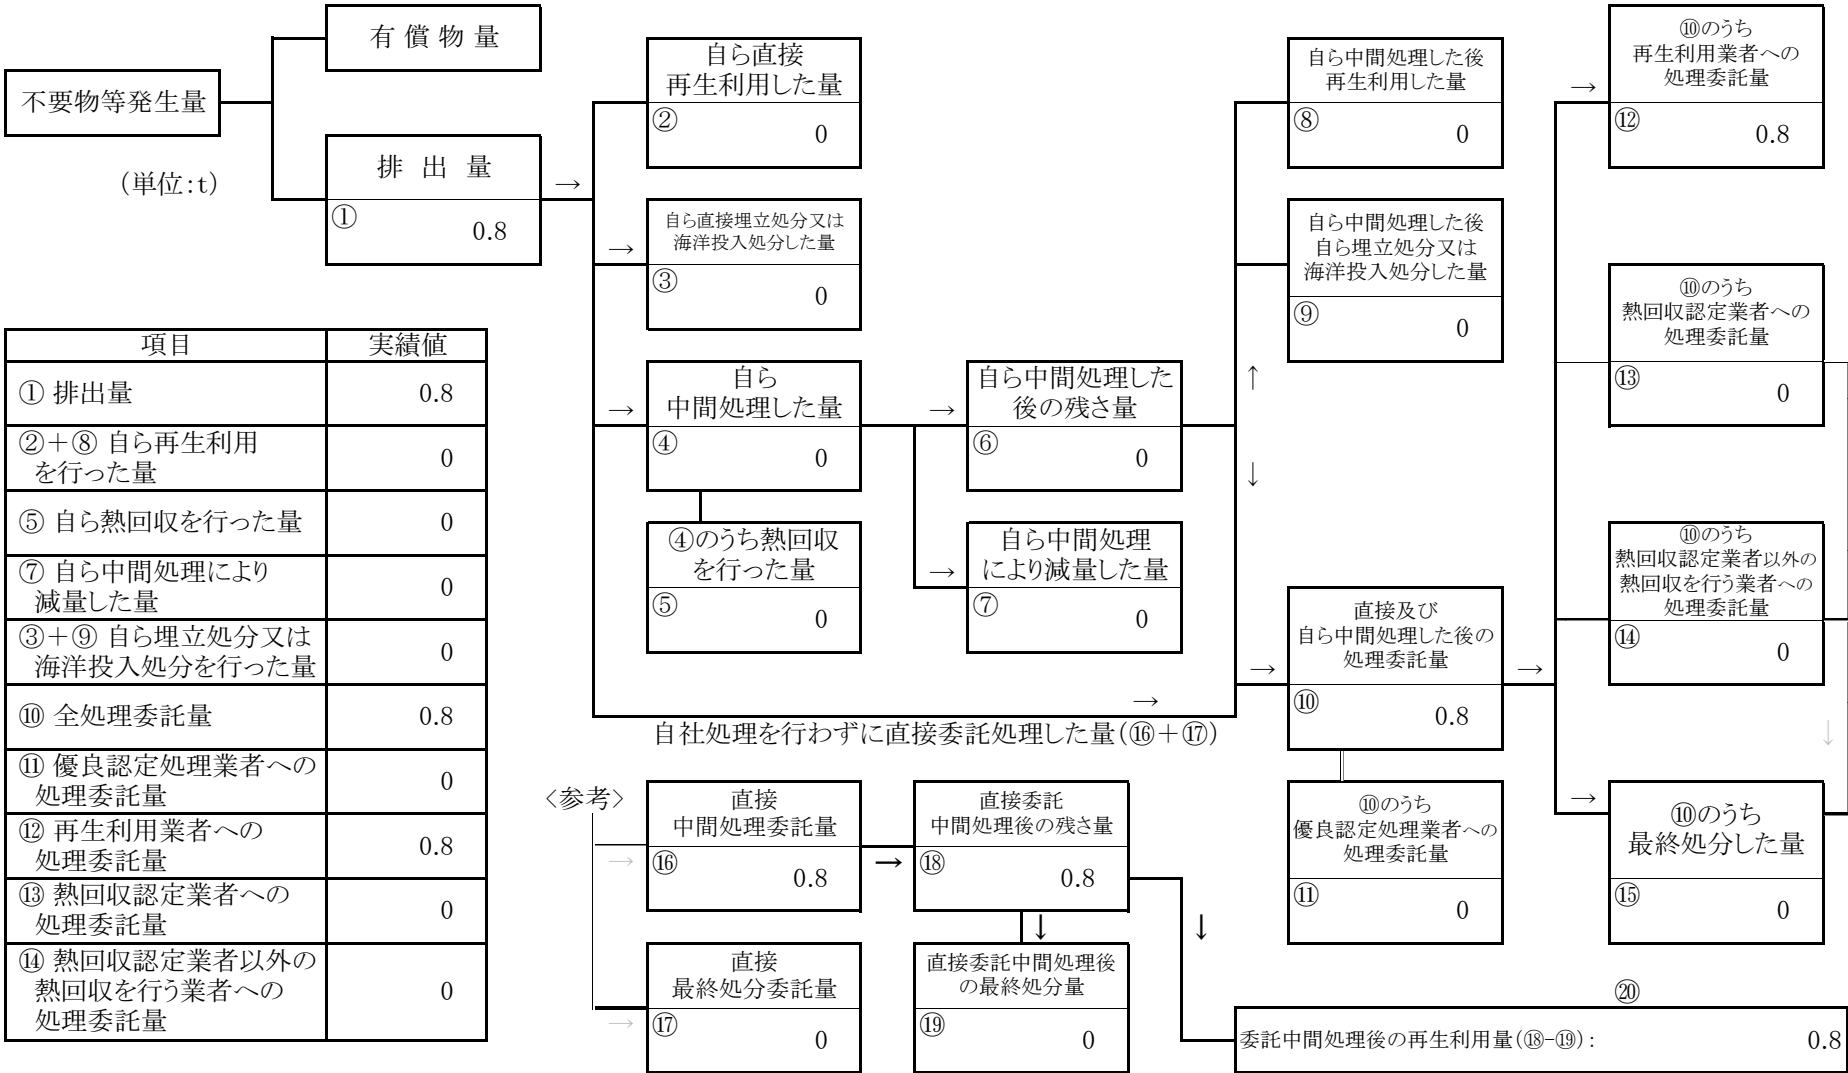 有 償 物 量
不要物等発生量
(単位:t)
排 出 量
①
0.8
→
自ら直接
再生利用した量
②
0
→
自ら直接埋立処分又は
海洋投入処分した量
③
0
→
自ら
中間処理した量
④
0
④のうち熱回収
を行った量
⑤
0
→
自ら中間処理した
後の残さ量
⑥
0
→
自ら中間処理
により減量した量
⑦
0
自ら中間処理した後
再生利用した量
⑧
0
自ら中間処理した後
自ら埋立処分又は
海洋投入処分した量
⑨
0
↑
↓
→
自社処理を行わずに直接委託処理した量(⑯+⑰)
→
直接及び
自ら中間処理した後の
処理委託量
⑩
0.8
⑩のうち
優良認定処理業者への
処理委託量
⑪
0
→
→
⑩のうち
再生利用業者への
処理委託量
⑫
0.8
⑩のうち
熱回収認定業者への
処理委託量
⑬
0
⑩のうち
熱回収認定業者以外の
熱回収を行う業者への
処理委託量
⑭
0
↓
→
⑩のうち
最終処分した量
⑮
0
項目 実績値
① 排出量 0.8
②+⑧ 自ら再生利用
を行った量 0
⑤ 自ら熱回収を行った量 0
⑦ 自ら中間処理により
減量した量 0
③+⑨ 自ら埋立処分又は
海洋投入処分を行った量 0
⑩ 全処理委託量 0.8
⑪ 優良認定処理業者への
処理委託量 0
⑫ 再生利用業者への
処理委託量 0.8
⑬ 熱回収認定業者への
処理委託量 0
⑭ 熱回収認定業者以外の
熱回収を行う業者への
処理委託量 0
〈参考〉
→
直接
中間処理委託量
⑯
0.8
→
直接委託
中間処理後の残さ量
⑱
0.8
↓
↓
→
直接
最終処分委託量
⑰
0
直接委託中間処理後
の最終処分量
⑲
0
⑳
委託中間処理後の再生利用量(⑱-⑲): 0.8